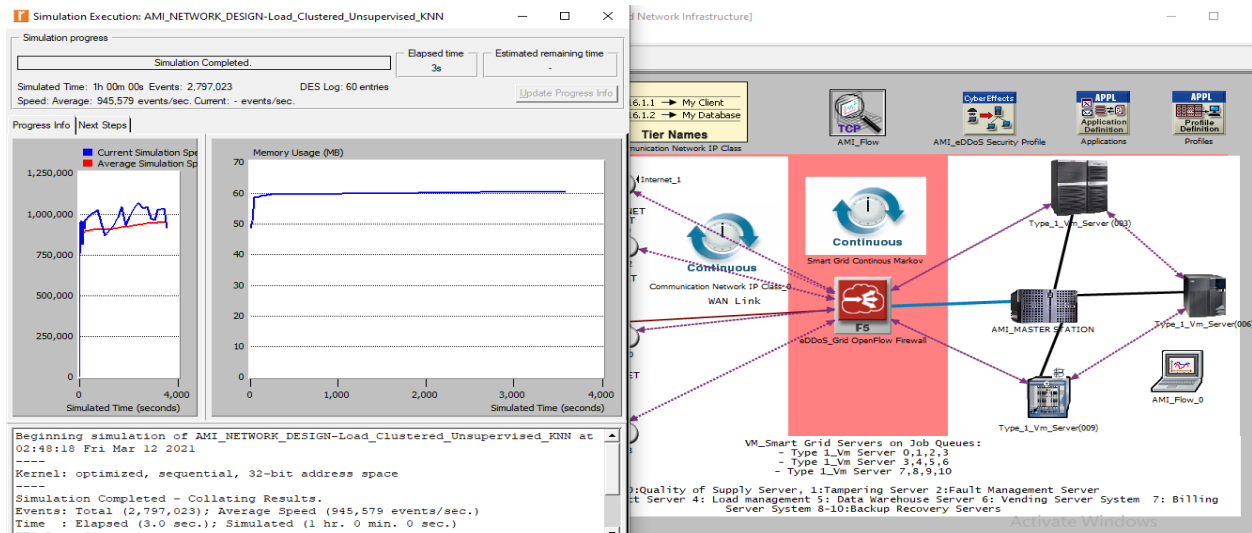 Simulation Execution: AMI_NETWORK_DESIGN-Load_Clustered_Unsupervised_KNN
Simulation progress
Simulation Completed.
Elapsed time
3s
Estimated remaining time
-
Simulated Time: 1h 00m 00s Events: 2,797,023 DES Log: 60 entries
Speed: Average: 945,579 events/sec. Current: - events/sec.
Update Progress Info
Progress Info
Next Steps
Current Simulation Spe
Average Simulation Sp
1,250,000
1,000,000
750,000
500,000
250,000
0
0 4,000
Simulated Time (seconds)
Memory Usage (MB)
70
60
50
40
30
20
10
0
0 1,000 2,000 3,000 4,000
Simulated Time (seconds)
Beginning simulation of AMI_NETWORK_DESIGN-Load_Clustered_Unsupervised_KNN at
02:48:18 Fri Mar 12 2021
----
Kernel: optimized, sequential, 32-bit address space
----
Simulation Completed - Collating Results.
Events: Total (2,797,023); Average Speed (945,579 events/sec.)
Time : Elapsed (3.0 sec.); Simulated (1 hr. 0 min. 0 sec.)
d Network Infrastructure]
6.1.1 → My Client
6.1.2 → My Database
Tier Names
munication Network IP Class
TCP
AMI_Flow
CyberEffects
AMI_eDDoS Security Profile
APPL
Application
Definition
Applications
APPL
Profile
Definition
Profiles
Internet_1
NET
T
Continuous
Communication Network IP Class_0
WAN Link
Continuous
Smart Grid Continous Markov
F5
eDDoS_Grid OpenFlow Firewall
Type_1_Vm_Server (003)
AMI_MASTER STATION
Type_1_Vm_Server(006)
AMI_Flow_0
Type_1_Vm_Server(009)
ET
VM_Smart Grid Servers on Job Queues:
- Type 1_Vm Server 0,1,2,3
- Type 1_Vm Server 3,4,5,6
- Type 1_Vm Server 7,8,9,10
0:Quality of Supply Server, 1:Tampering Server 2:Fault Management Server
ct Server 4: Load management 5: Data Warehouse Server 6: Vending Server System 7: Billing
Server System 8-10:Backup Recovery Servers
Activate Windows